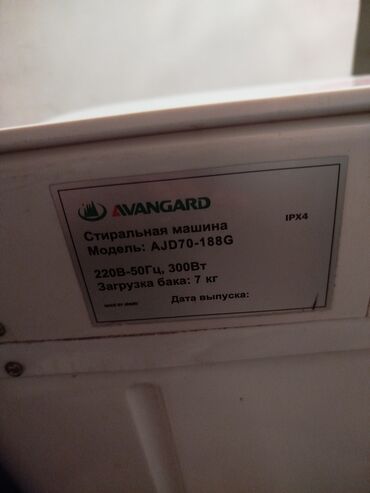 AVANGARD
Стиральная машина
IPX4
Модель: AJD70-188G
220В-50Гц, 300Вт
Загрузка бака: 7 кг
Дата выпуска: